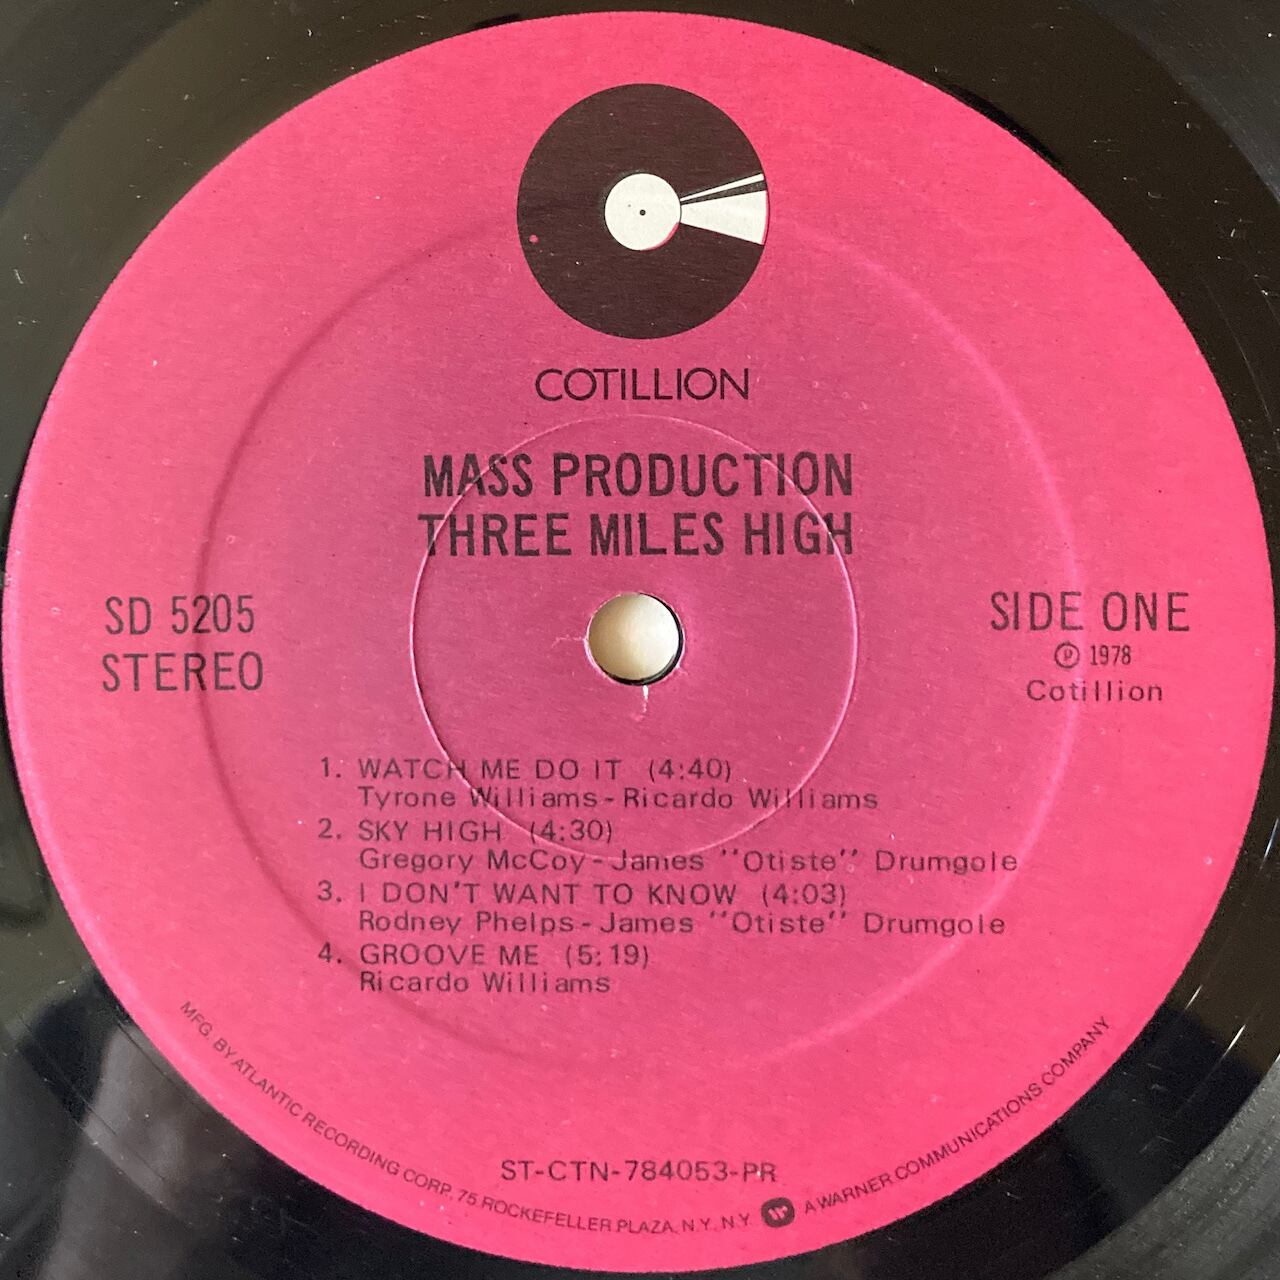 COTILLION
MASS PRODUCTION
THREE MILES HIGH
SD 5205
STEREO
SIDE ONE
℗ 1978
Cotillion
1. WATCH ME DO IT (4:40)
Tyrone Williams-Ricardo Williams
2. SKY HIGH (4:30)
Gregory McCoy-James "Otiste" Drumgole
3. I DON'T WANT TO KNOW (4:03)
Rodney Phelps-James "Otiste" Drumgole
4. GROOVE ME (5:19)
Ricardo Williams
ST-CTN-784053-PR
MFG. BY ATLANTIC RECORDING CORP. 75 ROCKEFELLER PLAZA, N.Y. N.Y. W A WARNER COMMUNICATIONS COMPANY